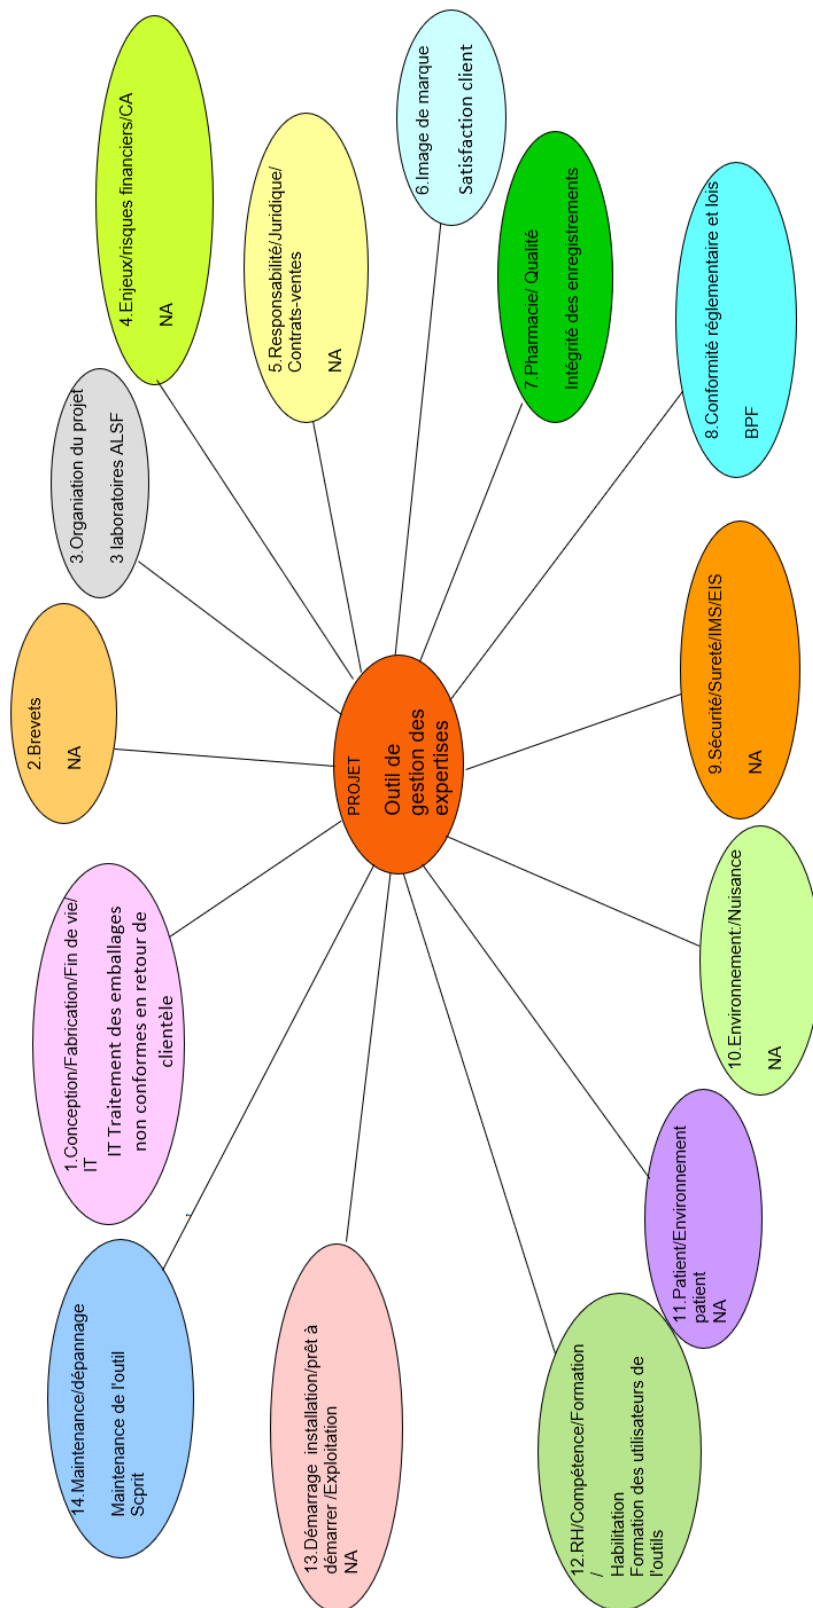 PROJET
Outil de
gestion des
expertises
1.Conception/Fabrication/Fin de vie/
IT
IT Traitement des emballages
non conformes en retour de
clientèle
2.Brevets
NA
3.Organiation du projet
3 laboratoires ALSF
4.Enjeux/risques financiers/CA
NA
5.Responsabilité/Juridique/
Contrats-ventes
NA
6.Image de marque
Satisfaction client
7.Pharmacie/ Qualité
Intégrité des enregistrements
8.Conformité réglementaire et lois
BPF
9.Sécurité/Sureté/IMS/EIS
NA
10.Environnement:/Nuisance
NA
11.Patient/Environnement
patient
NA
12.RH/Compétence/Formation
/
Habilitation
Formation des utilisateurs de
l'outils
13.Démarrage installation/prêt à
démarrer /Exploitation
NA
14.Maintenance/dépannage
Maintenance de l'outil
Scprit